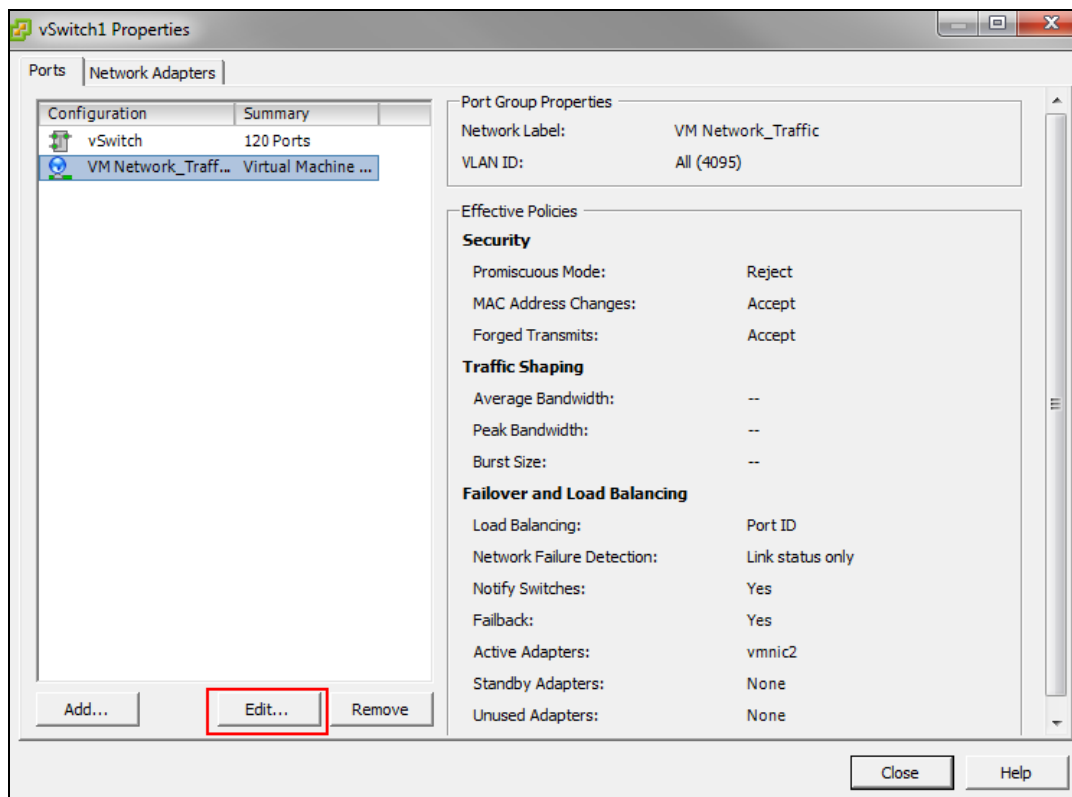 vSwitch1 Properties
Ports
Network Adapters
Configuration
Summary
vSwitch
120 Ports
VM Network_Traff...
Virtual Machine ...
Add...
Edit...
Remove
Port Group Properties
Network Label:
VM Network_Traffic
VLAN ID:
All (4095)
Effective Policies
Security
Promiscuous Mode:
Reject
MAC Address Changes:
Accept
Forged Transmits:
Accept
Traffic Shaping
Average Bandwidth:
--
Peak Bandwidth:
--
Burst Size:
--
Failover and Load Balancing
Load Balancing:
Port ID
Network Failure Detection:
Link status only
Notify Switches:
Yes
Failback:
Yes
Active Adapters:
vmnic2
Standby Adapters:
None
Unused Adapters:
None
Close
Help